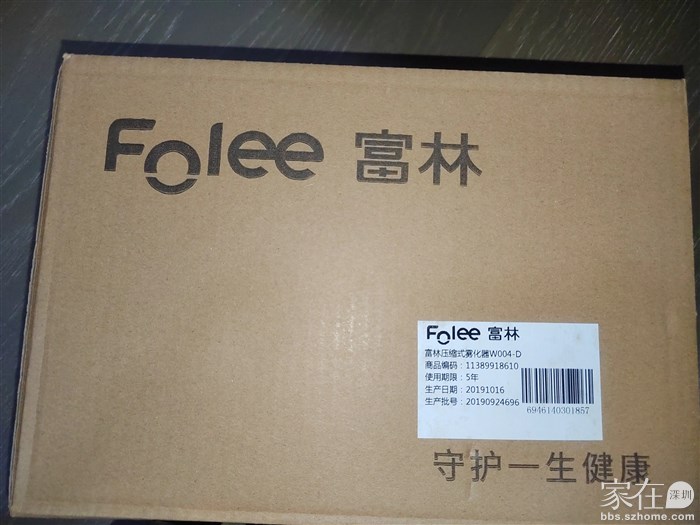 Folee 富林
Folee 富林
富林压缩式雾化器W004-D
商品编码：11389918610
使用期限：5年
生产日期：20191016
生产批号：20190924696
6946140301857
守护一生健康
家在 深圳
bbs.szhome.com